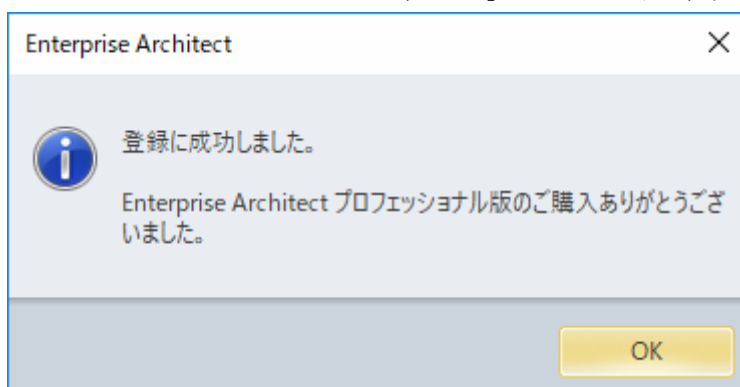 Enterprise Architect
登録に成功しました。
Enterprise Architect プロフェッショナル版のご購入ありがとうござ
いました。
OK